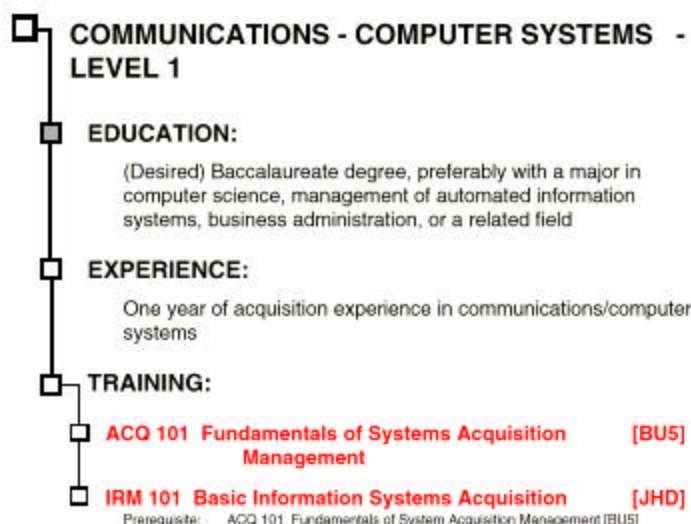 COMMUNICATIONS - COMPUTER SYSTEMS -
LEVEL 1
EDUCATION:
(Desired) Baccalaureate degree, preferably with a major in
computer science, management of automated information
systems, business administration, or a related field
EXPERIENCE:
One year of acquisition experience in communications/computer
systems
TRAINING:
ACQ 101 Fundamentals of Systems Acquisition [BU5]
Management
IRM 101 Basic Information Systems Acquisition [JHD]
Prerequisite: ACQ 101 Fundamentals of System Acquisition Management [BU5]